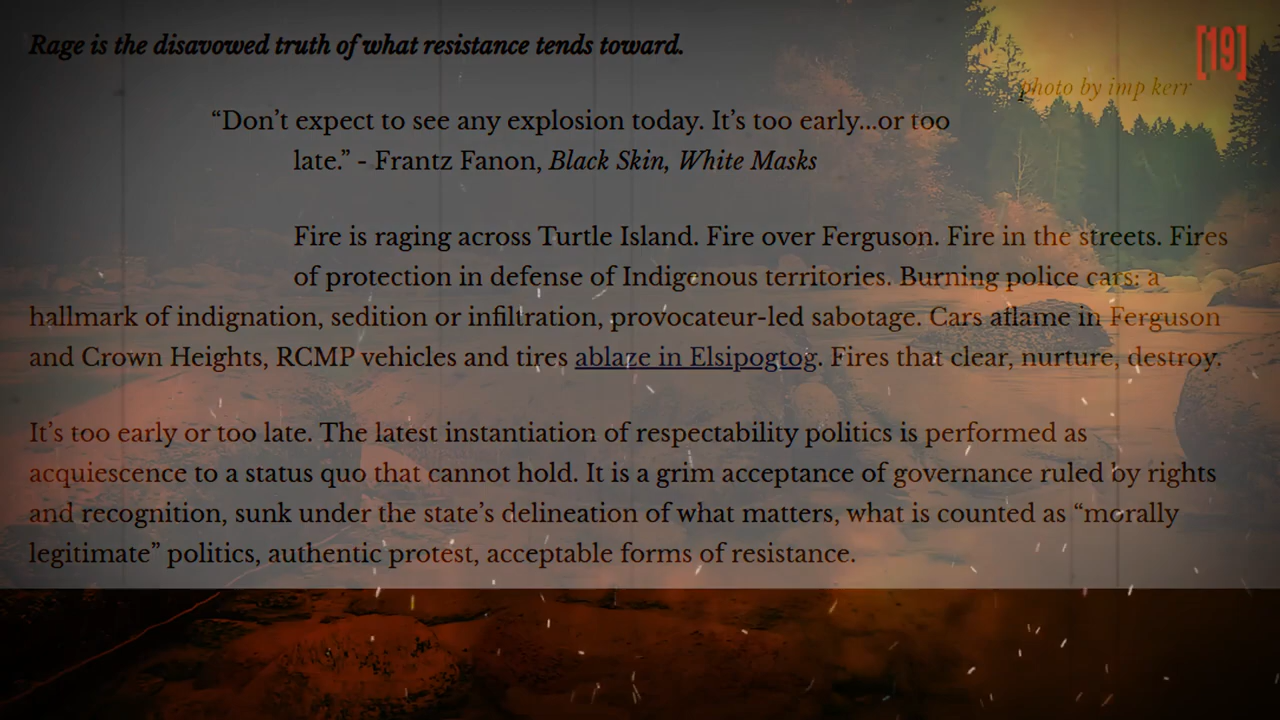 Rage is the disavowed truth of what resistance tends toward.
[19]
photo by imp kerr
“Don’t expect to see any explosion today. It’s too early...or too
late.” - Frantz Fanon, Black Skin, White Masks
Fire is raging across Turtle Island. Fire over Ferguson. Fire in the streets. Fires
of protection in defense of Indigenous territories. Burning police cars: a
hallmark of indignation, sedition or infiltration, provocateur-led sabotage. Cars aflame in Ferguson
and Crown Heights, RCMP vehicles and tires ablaze in Elsipogtog. Fires that clear, nurture, destroy.
It’s too early or too late. The latest instantiation of respectability politics is performed as
acquiescence to a status quo that cannot hold. It is a grim acceptance of governance ruled by rights
and recognition, sunk under the state’s delineation of what matters, what is counted as “morally
legitimate” politics, authentic protest, acceptable forms of resistance.